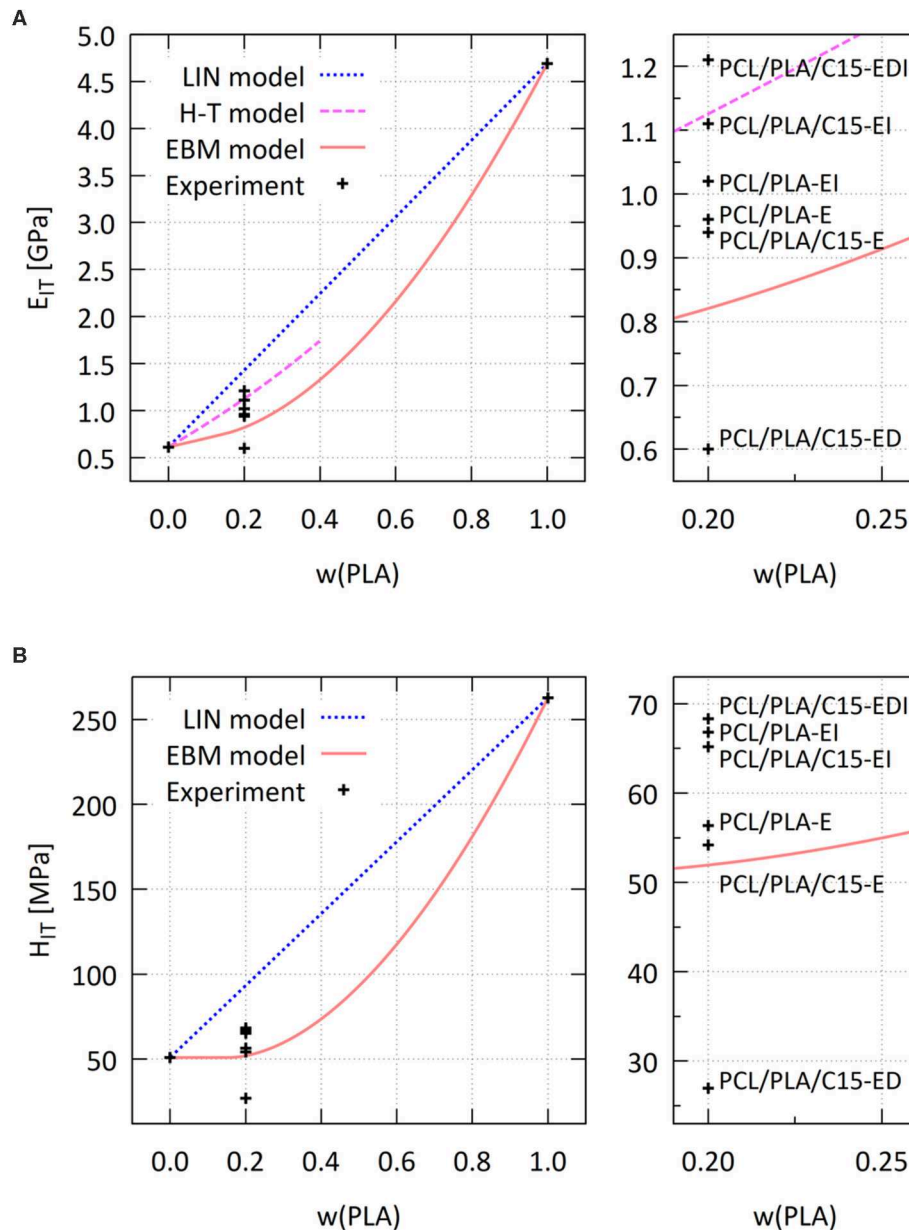 A
E_IT [GPa]
5.0
4.5
4.0
3.5
3.0
2.5
2.0
1.5
1.0
0.5
LIN model
H-T model
EBM model
Experiment
0.0 0.2 0.4 0.6 0.8 1.0
w(PLA)
1.2
1.1
1.0
0.9
0.8
0.7
0.6
PCL/PLA/C15-EDI
PCL/PLA/C15-EI
PCL/PLA-EI
PCL/PLA-E
PCL/PLA/C15-E
PCL/PLA/C15-ED
0.20 0.25
w(PLA)
B
H_IT [MPa]
250
200
150
100
50
LIN model
EBM model
Experiment
0.0 0.2 0.4 0.6 0.8 1.0
w(PLA)
70
60
50
40
30
PCL/PLA/C15-EDI
PCL/PLA-EI
PCL/PLA/C15-EI
PCL/PLA-E
PCL/PLA/C15-E
PCL/PLA/C15-ED
0.20 0.25
w(PLA)